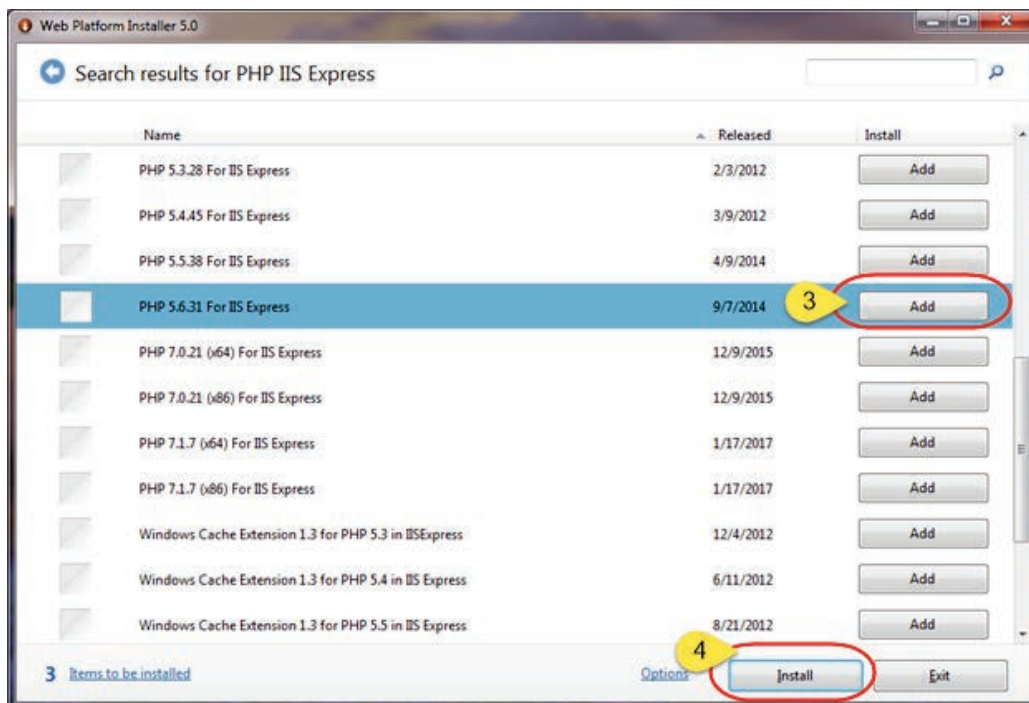 Web Platform Installer 5.0
Search results for PHP IIS Express
Name Released Install
PHP 5.3.28 For IIS Express 2/3/2012 Add
PHP 5.4.45 For IIS Express 3/9/2012 Add
PHP 5.5.38 For IIS Express 4/9/2014 Add
PHP 5.6.31 For IIS Express 9/7/2014 3 Add
PHP 7.0.21 (x64) For IIS Express 12/9/2015 Add
PHP 7.0.21 (x86) For IIS Express 12/9/2015 Add
PHP 7.1.7 (x64) For IIS Express 1/17/2017 Add
PHP 7.1.7 (x86) For IIS Express 1/17/2017 Add
Windows Cache Extension 1.3 for PHP 5.3 in IISExpress 12/4/2012 Add
Windows Cache Extension 1.3 for PHP 5.4 in IIS Express 6/11/2012 Add
Windows Cache Extension 1.3 for PHP 5.5 in IIS Express 8/21/2012 Add
4
3 Items to be installed Options Install Exit